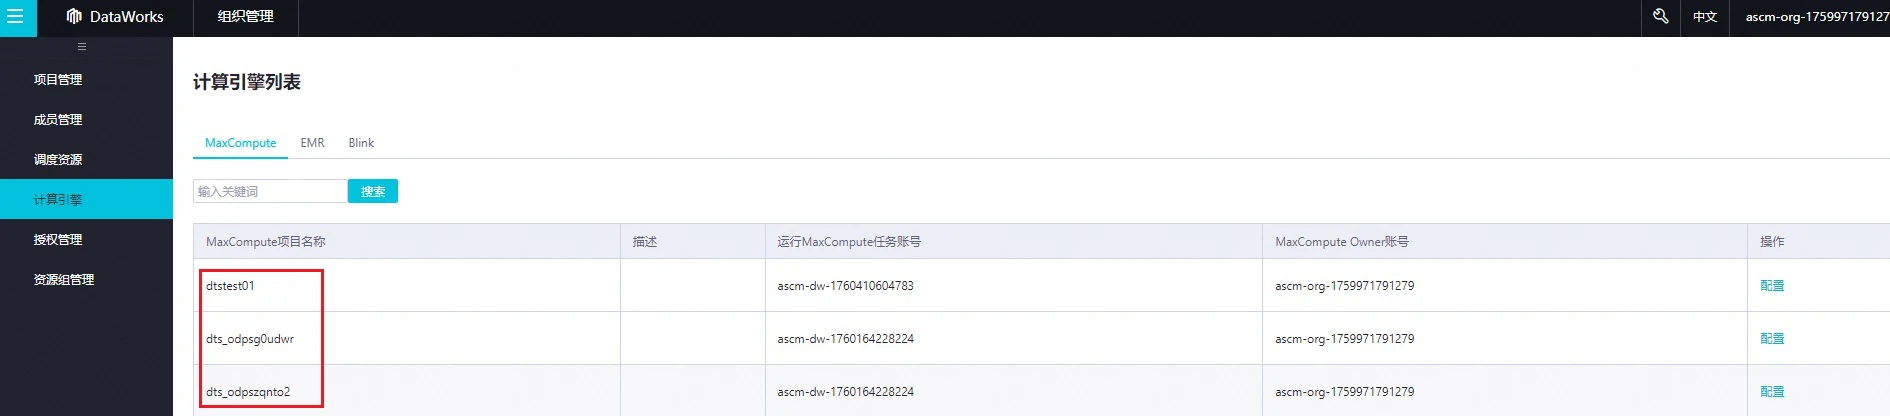 DataWorks 组织管理 中文 ascm-org-175997179127
项目管理
成员管理
调度资源
计算引擎
授权管理
资源组管理
计算引擎列表
MaxCompute EMR Blink
输入关键词 搜索
MaxCompute项目名称 描述 运行MaxCompute任务账号 MaxCompute Owner账号 操作
dtstest01 ascm-dw-1760410604783 ascm-org-1759971791279 配置
dts_odpsg0udwr ascm-dw-1760164228224 ascm-org-1759971791279 配置
dts_odpszqnto2 ascm-dw-1760164228224 ascm-org-1759971791279 配置